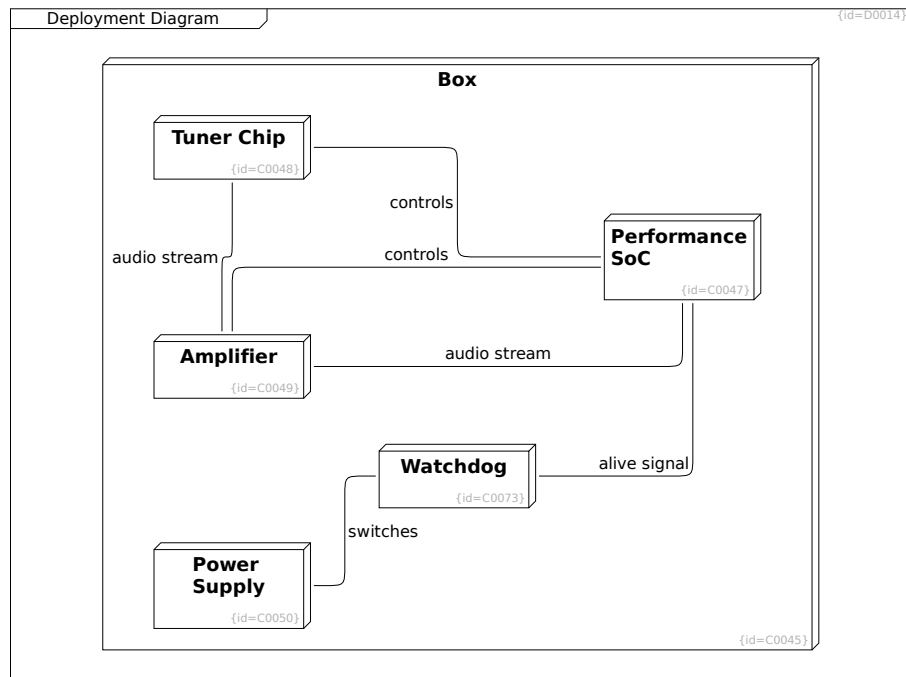 Deployment Diagram
{id=D0014}
Box
Tuner Chip
{id=C0048}
controls
Performance
SoC
{id=C0047}
audio stream
controls
Amplifier
{id=C0049}
audio stream
Watchdog
{id=C0073}
alive signal
switches
Power
Supply
{id=C0050}
{id=C0045}